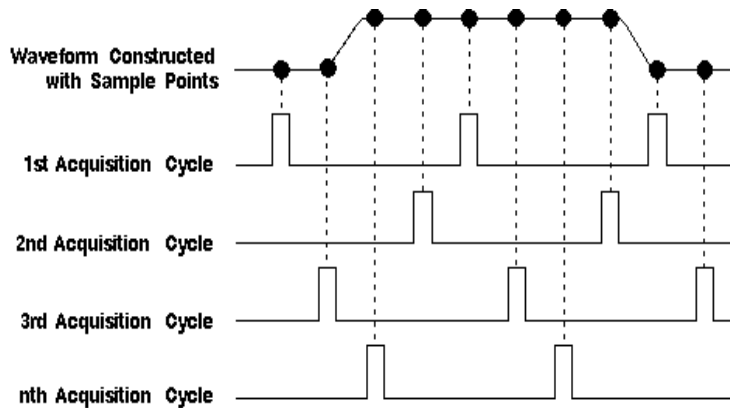 Waveform Constructed
with Sample Points
1st Acquisition Cycle
2nd Acquisition Cycle
3rd Acquisition Cycle
nth Acquisition Cycle